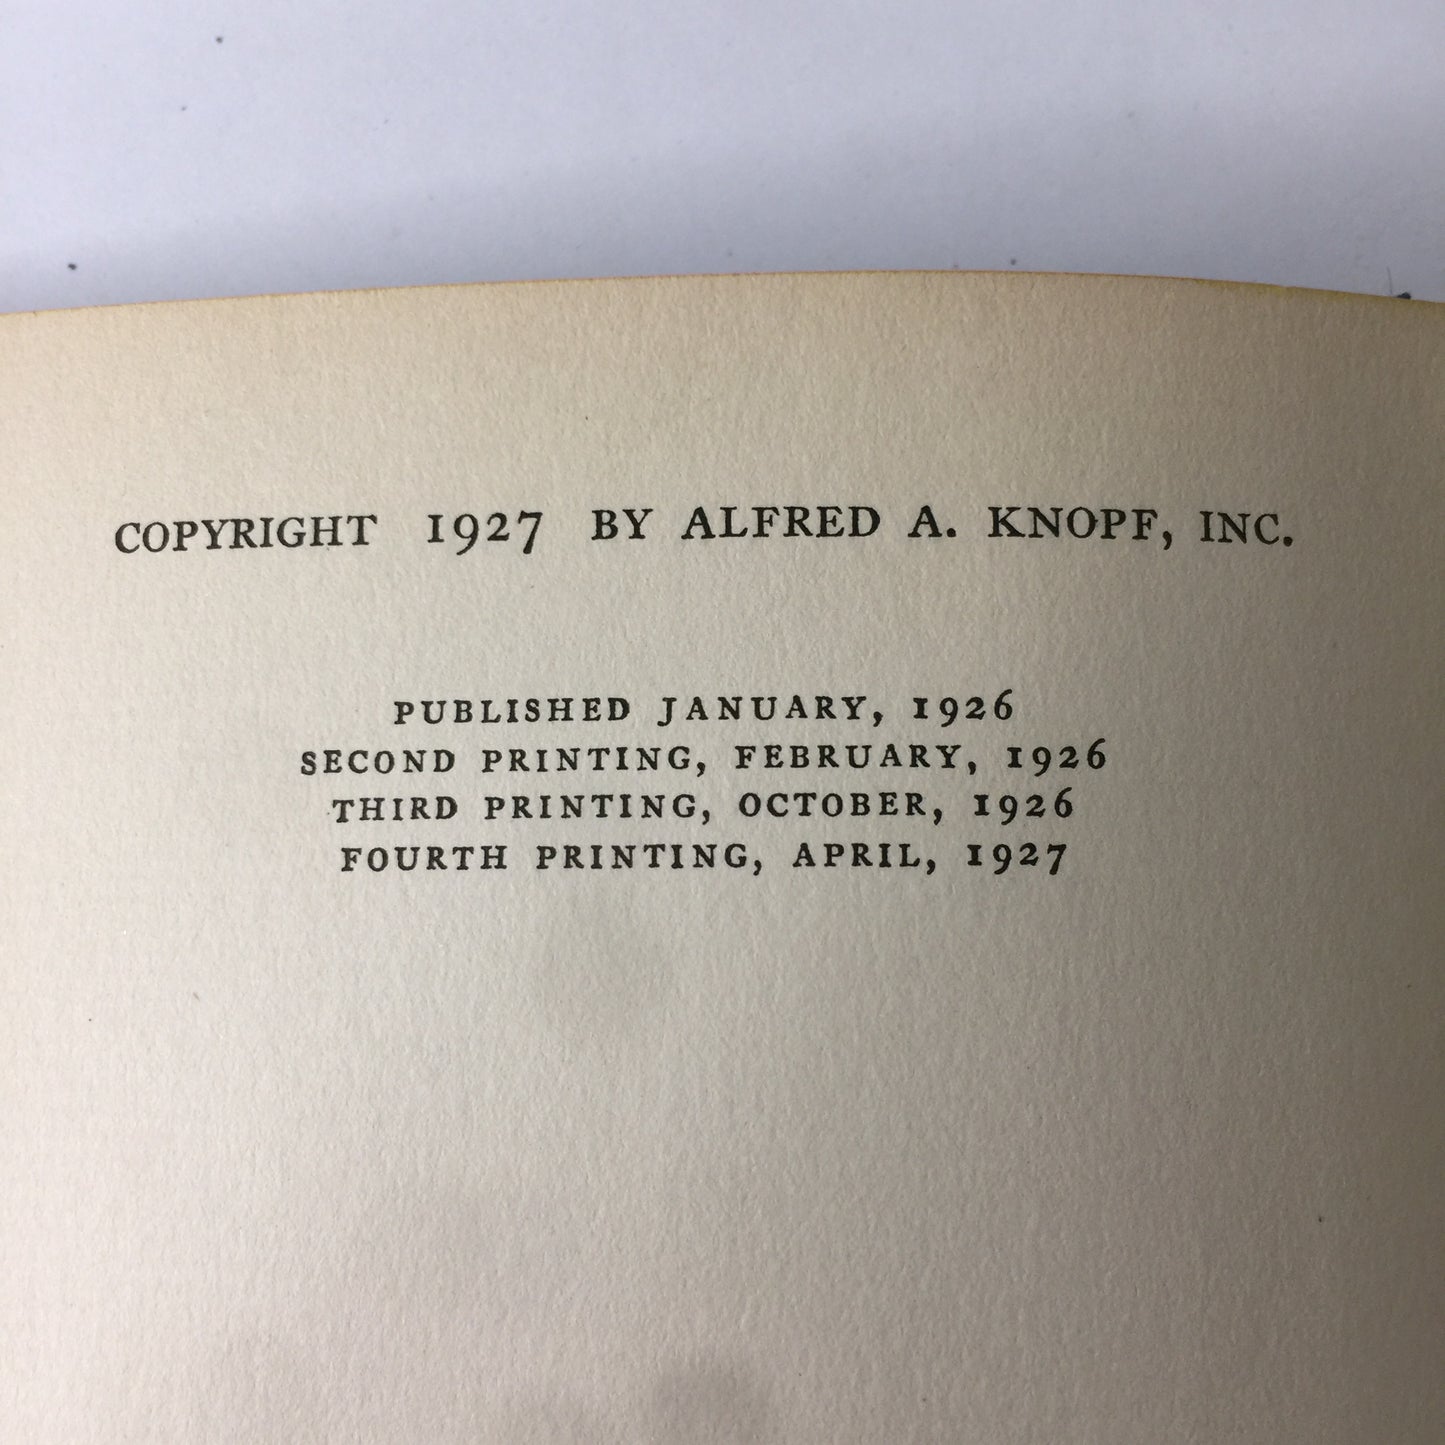 COPYRIGHT 1927 BY ALFRED A. KNOPF, INC.
PUBLISHED JANUARY, 1926
SECOND PRINTING, FEBRUARY, 1926
THIRD PRINTING, OCTOBER, 1926
FOURTH PRINTING, APRIL, 1927